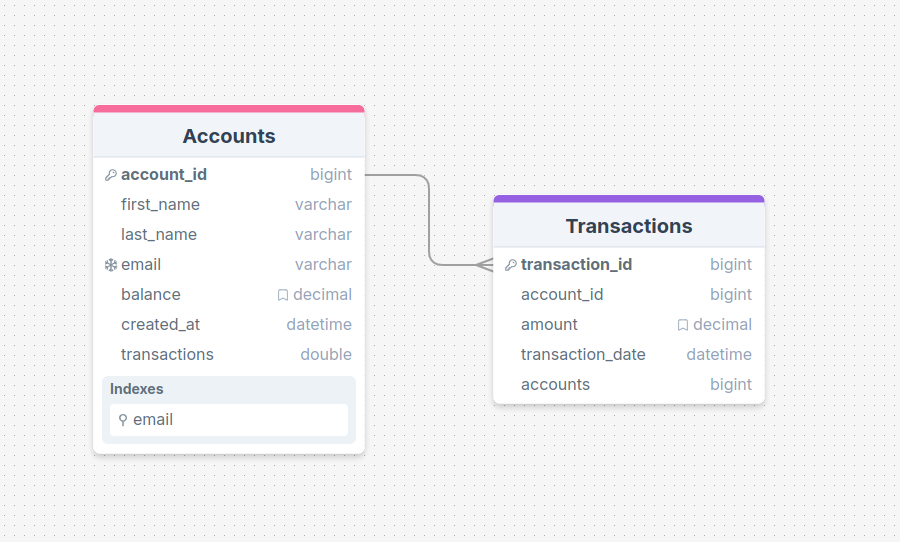 Accounts
account_id bigint
first_name varchar
last_name varchar
email varchar
balance decimal
created_at datetime
transactions double
Indexes
email
Transactions
transaction_id bigint
account_id bigint
amount decimal
transaction_date datetime
accounts bigint